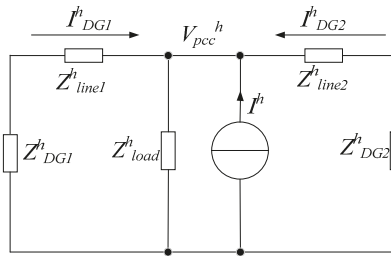 I^h_DG1
V_pcc^h
I^h_DG2
Z^h_line1
Z^h_line2
I^h
Z^h_DG1
Z^h_load
Z^h_DG2